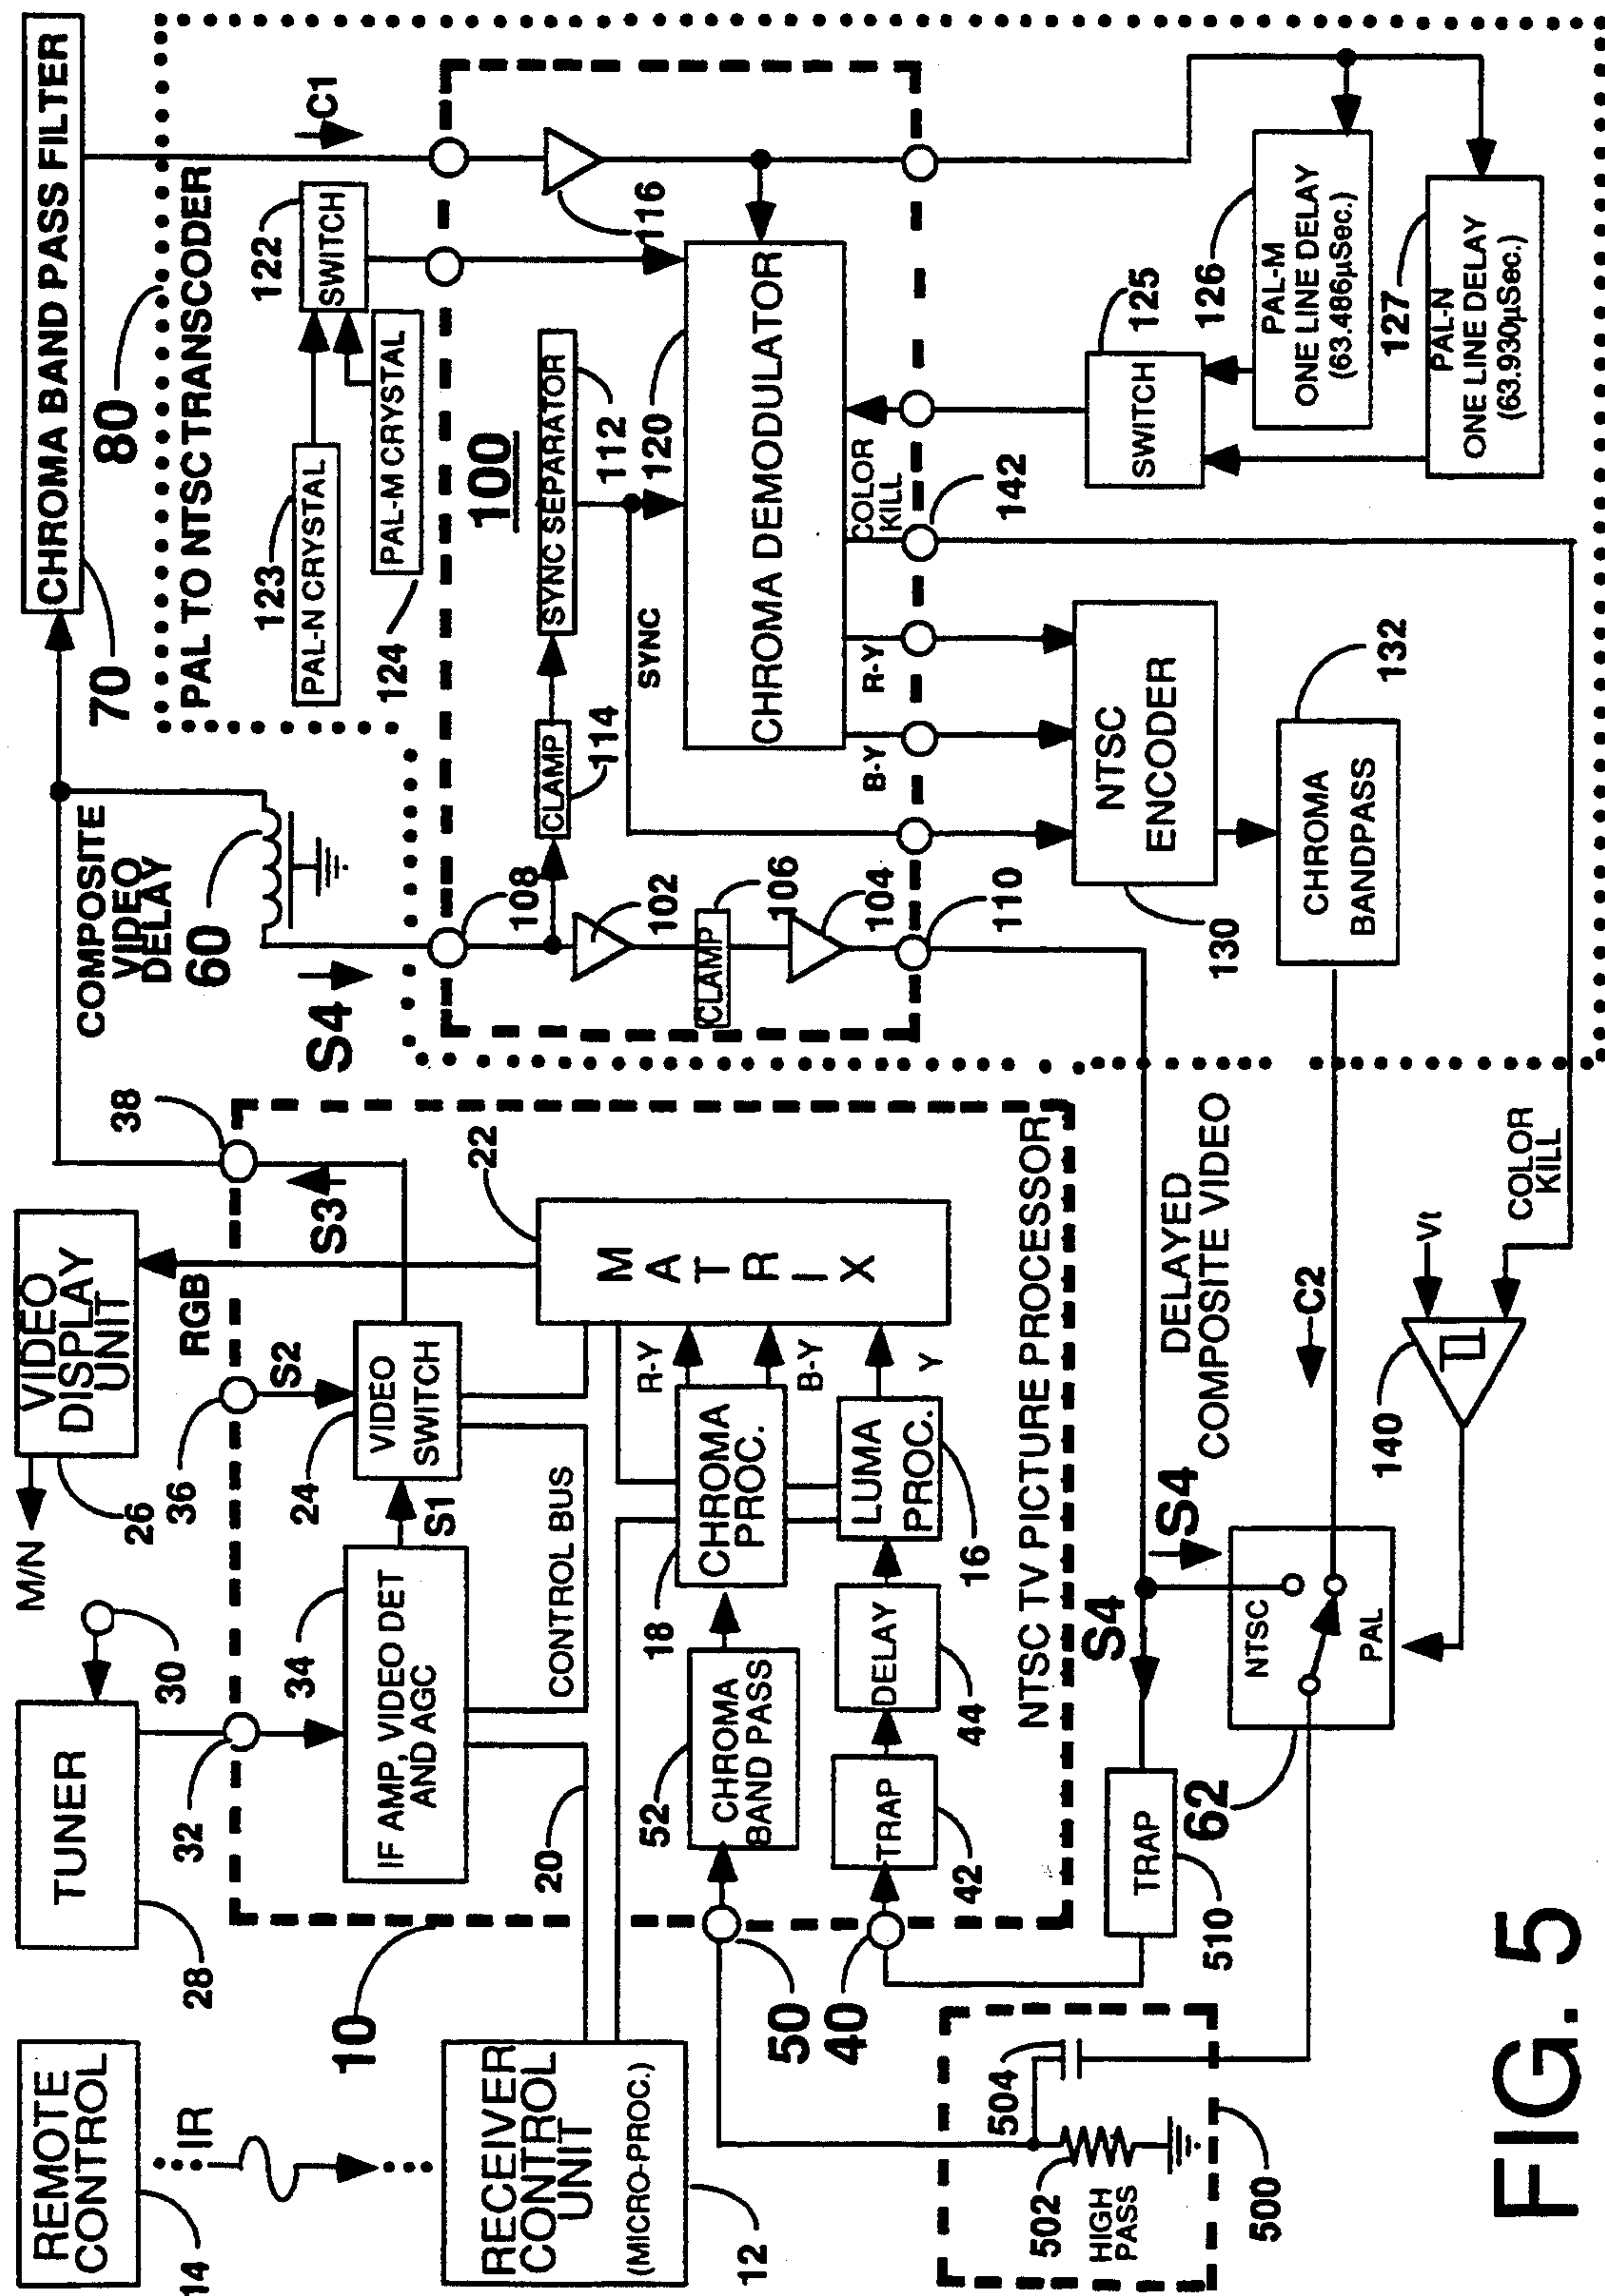 REMOTE
CONTROL
14
IR
RECEIVER
CONTROL
UNIT
(MICRO-PROC.)
12
TUNER
28
30
32
M/N
VIDEO
DISPLAY
UNIT
26
RGB
36
S2
38
S3
10
34
IF AMP, VIDEO DET
AND AGC
S1
24
VIDEO
SWITCH
22
MATRIX
20
CONTROL BUS
52
CHROMA
BAND PASS
18
CHROMA
PROC.
R-Y
B-Y
TRAP
42
DELAY
44
LUMA
PROC.
16
Y
NTSC TV PICTURE PROCESSOR
50
40
504
502
HIGH
PASS
500
TRAP
510
S4
62
S4
NTSC
PAL
DELAYED
COMPOSITE VIDEO
C2
140
Vt
COLOR
KILL
COMPOSITE
VIDEO
DELAY
60
S4
70
CHROMA BAND PASS FILTER
80
PAL TO NTSC TRANSCODER
C1
123
PAL-N CRYSTAL
PAL-M CRYSTAL
124
122
SWITCH
100
108
102
CLAMP
106
104
110
CLAMP
114
SYNC SEPARATOR
112
SYNC
116
120
CHROMA DEMODULATOR
B-Y
R-Y
COLOR
KILL
142
NTSC
ENCODER
130
CHROMA
BANDPASS
132
SWITCH
125
126
PAL-M
ONE LINE DELAY
(63.486µSec.)
127
PAL-N
ONE LINE DELAY
(63.930µSec.)
FIG. 5